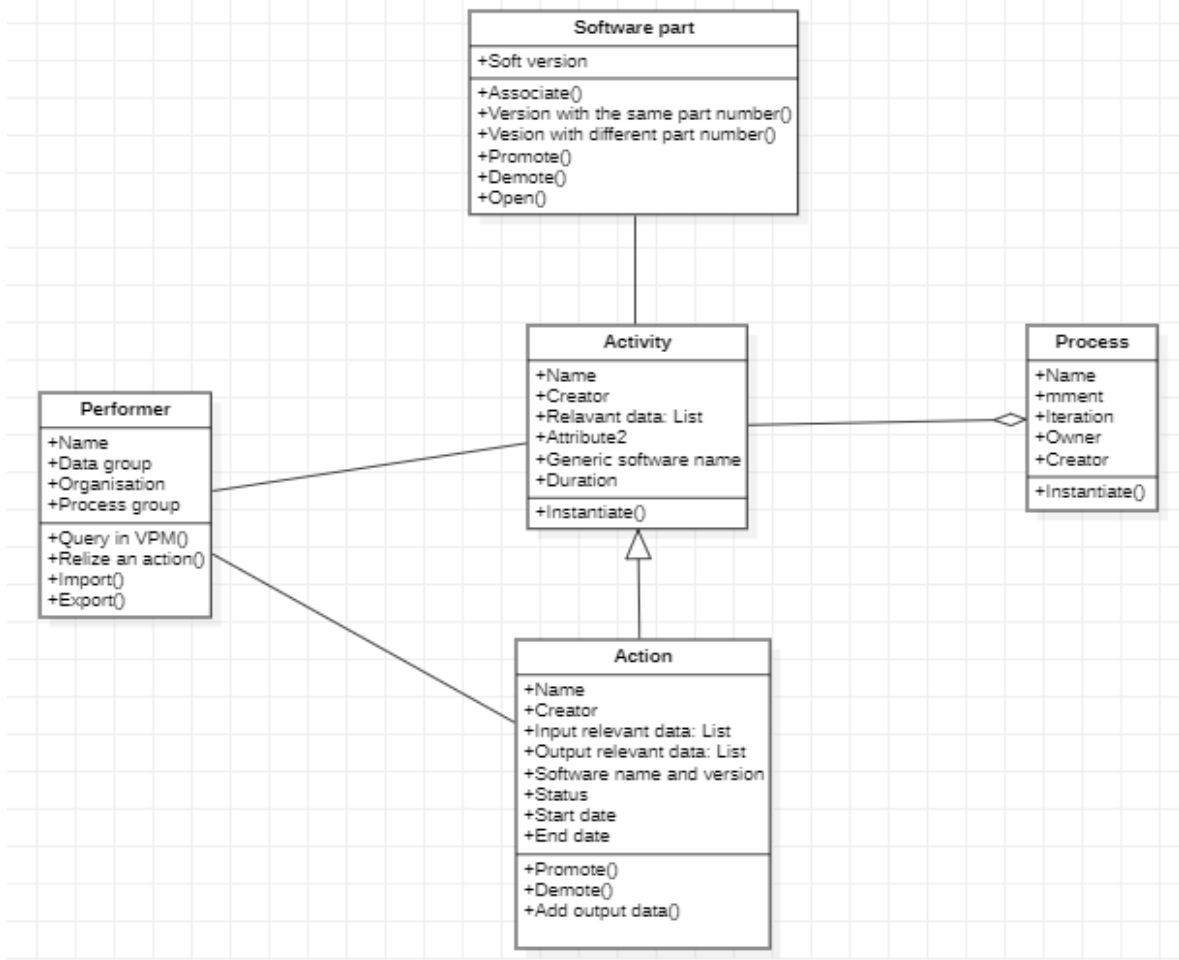 Software part
+Soft version
+Associate()
+Version with the same part number()
+Vesion with different part number()
+Promote()
+Demote()
+Open()
Activity
+Name
+Creator
+Relavant data: List
+Attribute2
+Generic software name
+Duration
+Instantiate()
Process
+Name
+mment
+Iteration
+Owner
+Creator
+Instantiate()
Performer
+Name
+Data group
+Organisation
+Process group
+Query in VPM()
+Relize an action()
+Import()
+Export()
Action
+Name
+Creator
+Input relevant data: List
+Output relevant data: List
+Software name and version
+Status
+Start date
+End date
+Promote()
+Demote()
+Add output data()